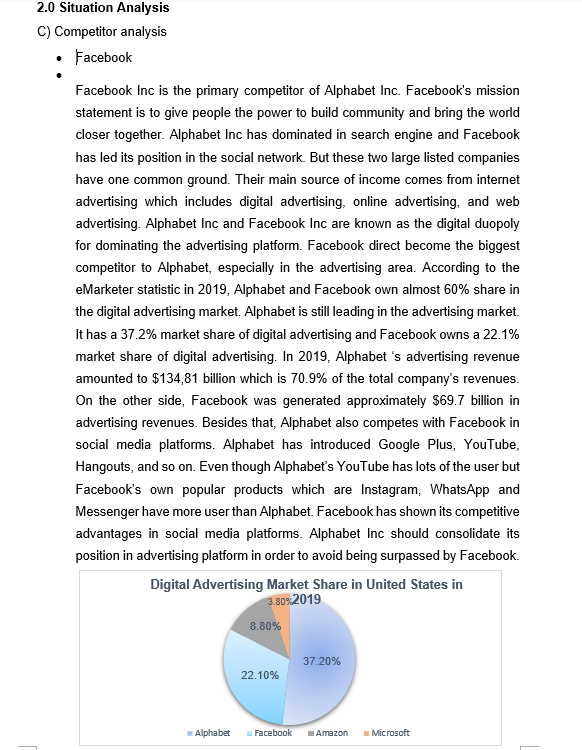 2.0 Situation Analysis
C) Competitor analysis
• Facebook
•
Facebook Inc is the primary competitor of Alphabet Inc. Facebook's mission
statement is to give people the power to build community and bring the world
closer together. Alphabet Inc has dominated in search engine and Facebook
has led its position in the social network. But these two large listed companies
have one common ground. Their main source of income comes from internet
advertising which includes digital advertising, online advertising, and web
advertising. Alphabet Inc and Facebook Inc are known as the digital duopoly
for dominating the advertising platform. Facebook direct become the biggest
competitor to Alphabet, especially in the advertising area. According to the
eMarketer statistic in 2019, Alphabet and Facebook own almost 60% share in
the digital advertising market. Alphabet is still leading in the advertising market.
It has a 37.2% market share of digital advertising and Facebook owns a 22.1%
market share of digital advertising. In 2019, Alphabet 's advertising revenue
amounted to $134,81 billion which is 70.9% of the total company's revenues.
On the other side, Facebook was generated approximately $69.7 billion in
advertising revenues. Besides that, Alphabet also competes with Facebook in
social media platforms. Alphabet has introduced Google Plus, YouTube,
Hangouts, and so on. Even though Alphabet's YouTube has lots of the user but
Facebook's own popular products which are Instagram, WhatsApp and
Messenger have more user than Alphabet. Facebook has shown its competitive
advantages in social media platforms. Alphabet Inc should consolidate its
position in advertising platform in order to avoid being surpassed by Facebook.
Digital Advertising Market Share in United States in
2019
3.80%
8.80%
37.20%
22.10%
Alphabet Facebook Amazon Microsoft